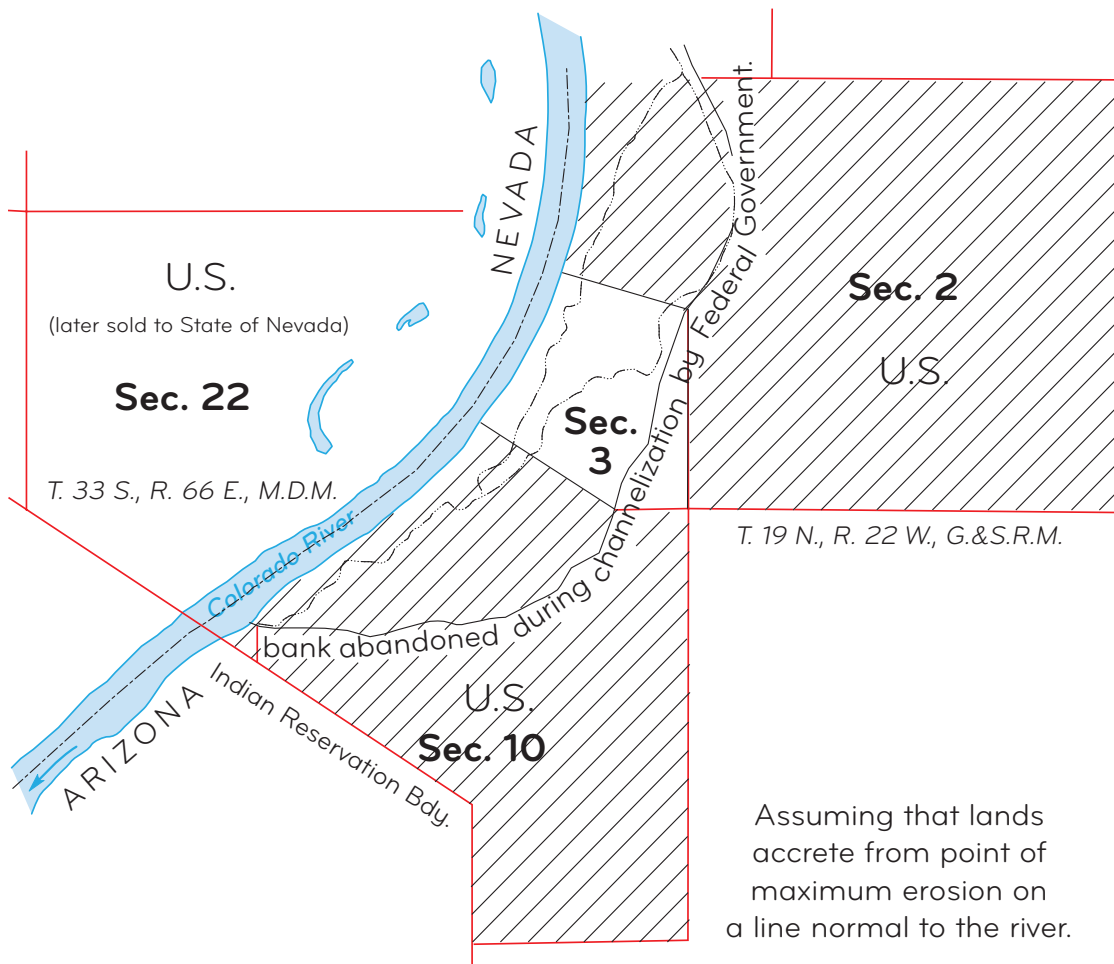 NEVADA
U.S.
(later sold to State of Nevada)
Sec. 22
T. 33 S., R. 66 E., M.D.M.
Colorado River
ARIZONA
Indian Reservation Bdy.
bank abandoned during channelization by Federal Government.
Sec.
3
Sec. 2
U.S.
T. 19 N., R. 22 W., G.&S.R.M.
U.S.
Sec. 10
Assuming that lands
accrete from point of
maximum erosion on
a line normal to the river.